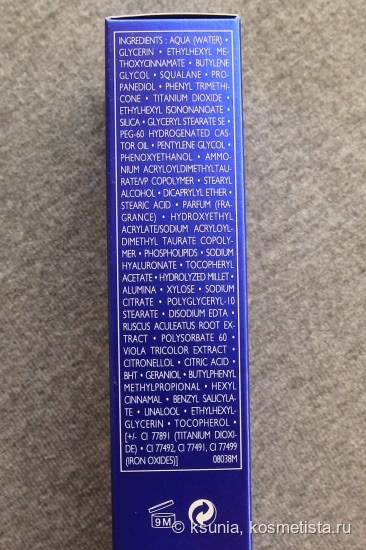 INGREDIENTS : AQUA (WATER) •
GLYCERIN • ETHYLHEXYL ME-
THOXYCINNAMATE • BUTYLENE
GLYCOL • SQUALANE • PRO-
PANEDIOL • PHENYL TRIMETHI-
CONE • TITANIUM DIOXIDE •
ETHYLHEXYL ISONONANOATE •
SILICA • GLYCERYL STEARATE SE •
PEG-60 HYDROGENATED CAS-
TOR OIL • PENTYLENE GLYCOL •
PHENOXYETHANOL • AMMO-
NIUM ACRYLOYLDIMETHYLTAU-
RATE/VP COPOLYMER • STEARYL
ALCOHOL • DICAPRYLYL ETHER •
STEARIC ACID • PARFUM (FRA-
GRANCE) • HYDROXYETHYL
ACRYLATE/SODIUM ACRYLOYL-
DIMETHYL TAURATE COPOLY-
MER • PHOSPHOLIPIDS • SODIUM
HYALURONATE • TOCOPHERYL
ACETATE • HYDROLYZED MILLET •
ALUMINA • XYLOSE • SODIUM
CITRATE • POLYGLYCERYL-10
STEARATE • DISODIUM EDTA •
RUSCUS ACULEATUS ROOT EX-
TRACT • POLYSORBATE 60 •
VIOLA TRICOLOR EXTRACT •
CITRONELLOL • CITRIC ACID •
BHT • GERANIOL • BUTYLPHENYL
METHYLPROPIONAL • HEXYL
CINNAMAL • BENZYL SALICYLA-
TE • LINALOOL • ETHYLHEXYL-
GLYCERIN • TOCOPHEROL •
[+/- CI 77891 (TITANIUM DIOXI-
DE) • CI 77492, CI 77491, CI 77499
(IRON OXIDES)] 08038M
9M
© ksunia, kosmetista.ru